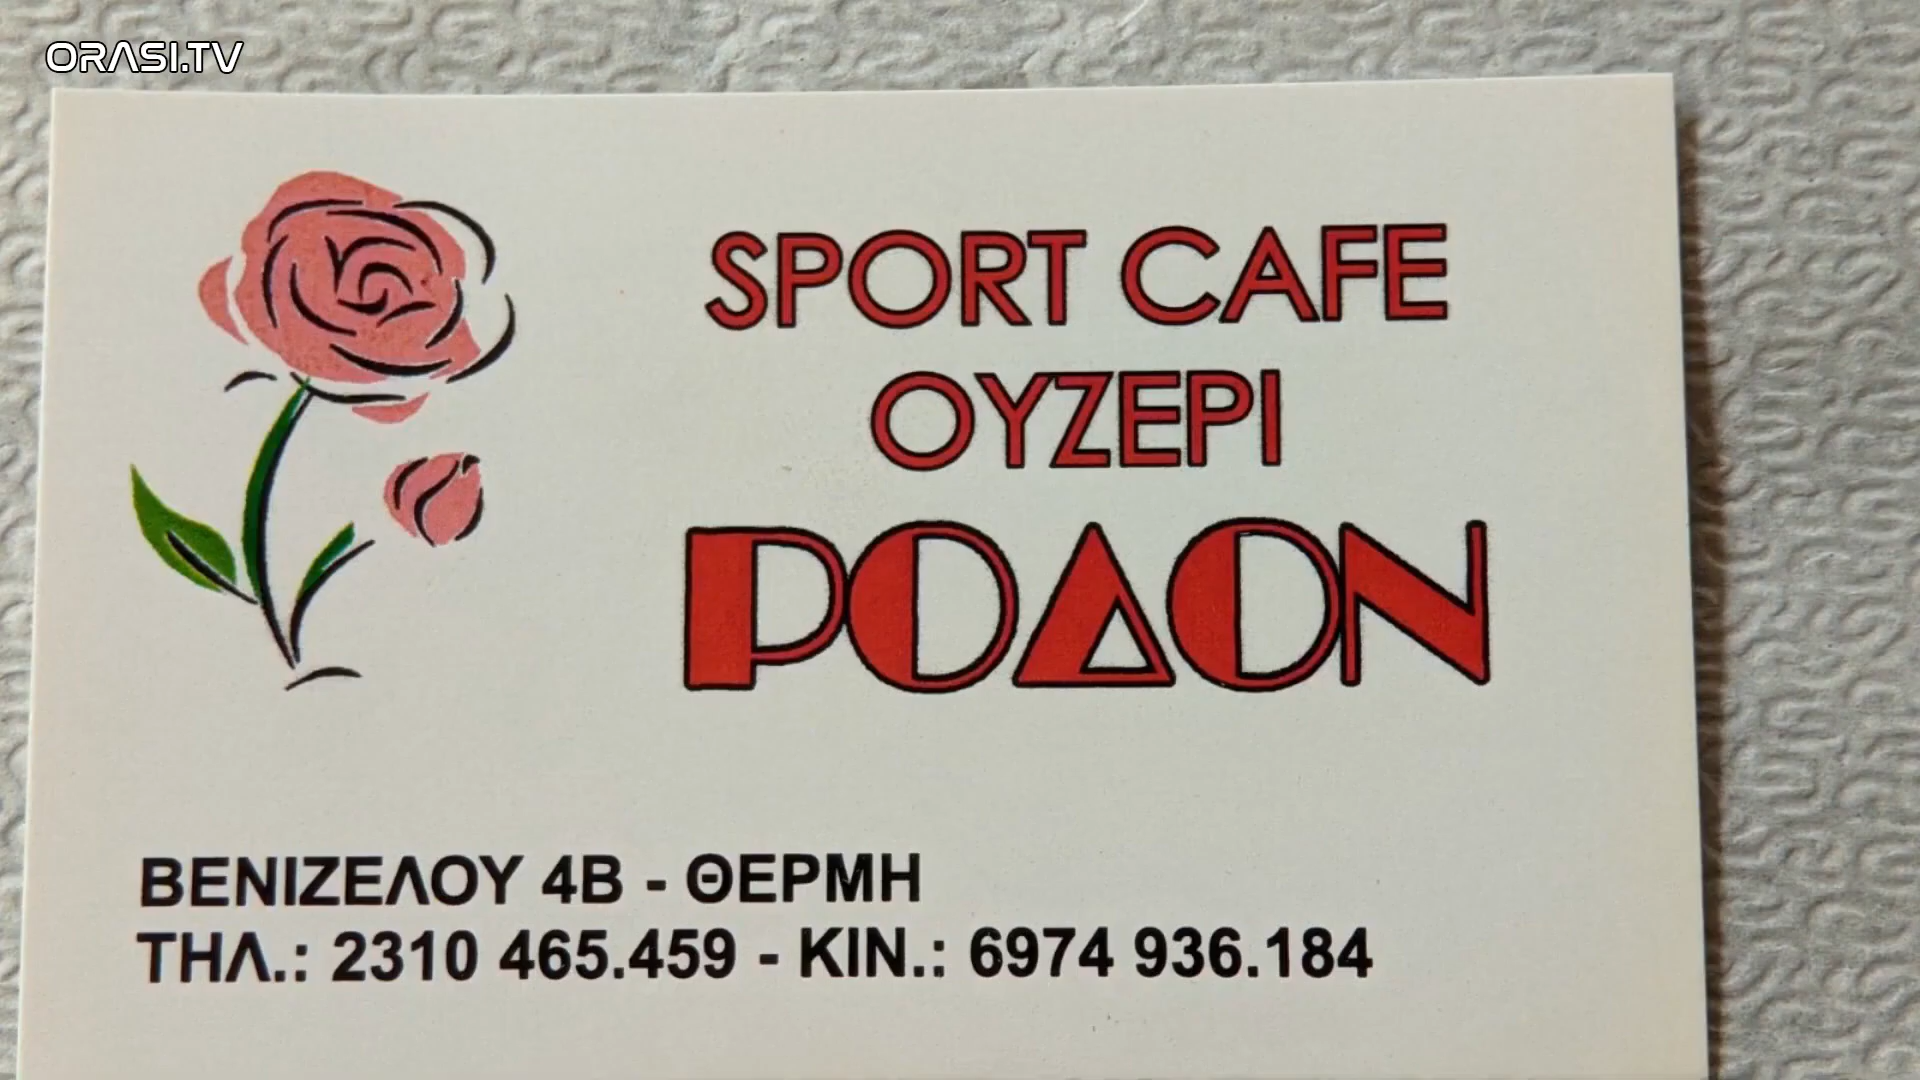 ORASI.TV
SPORT CAFE
ΟΥΖΕΡΙ
ΡΟΔΟΝ
ΒΕΝΙΖΕΛΟΥ 4Β - ΘΕΡΜΗ
ΤΗΛ.: 2310 465.459 - ΚΙΝ.: 6974 936.184